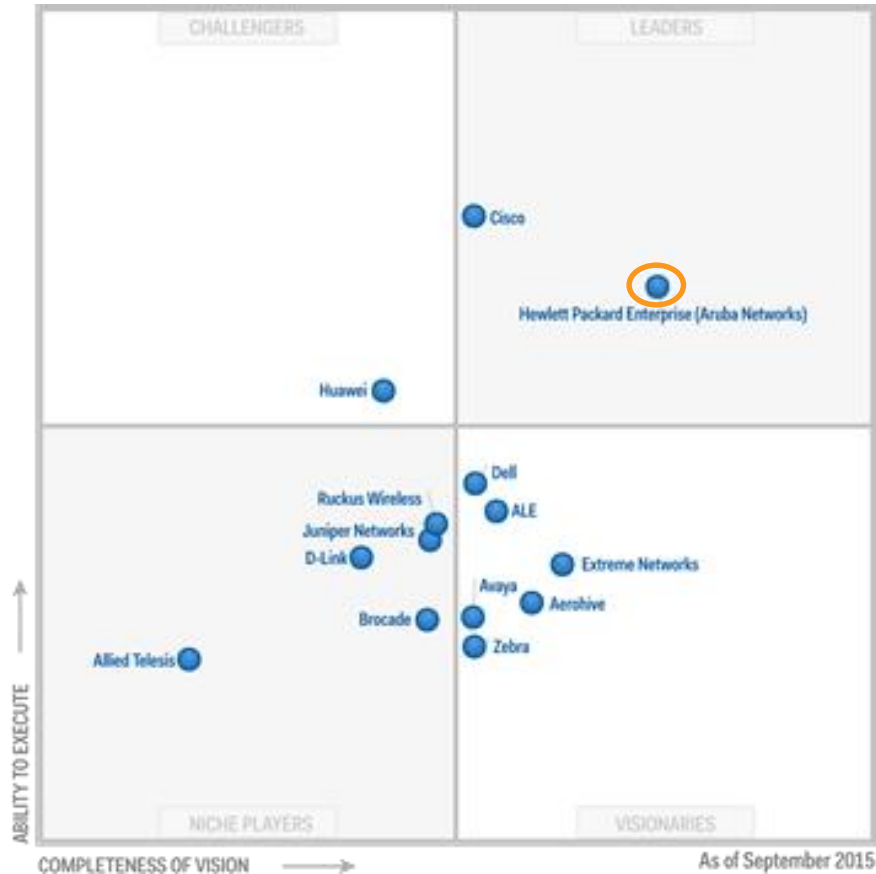 CHALLENGERS
LEADERS
Cisco
Hewlett Packard Enterprise (Aruba Networks)
Huawei
Dell
Ruckus Wireless
ALE
Juniper Networks
D-Link
Extreme Networks
Avaya
Aerohive
Brocade
Zebra
Allied Telesis
ABILITY TO EXECUTE
NICHE PLAYERS
VISIONARIES
COMPLETENESS OF VISION
As of September 2015